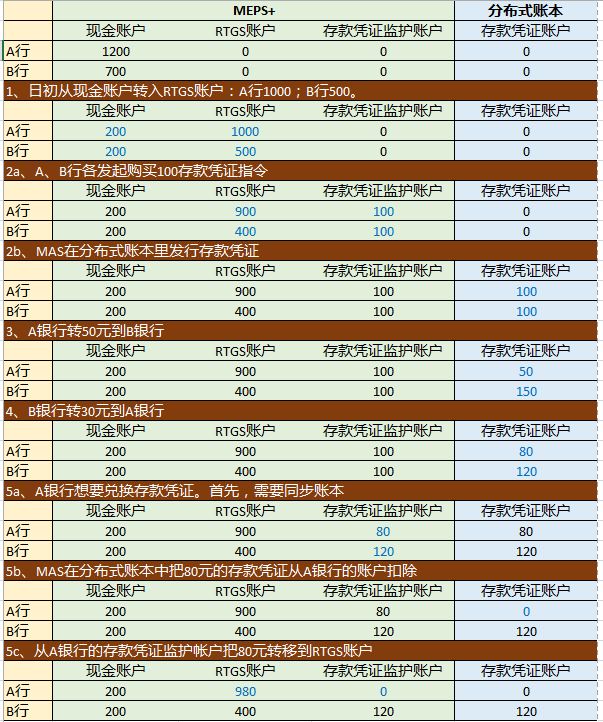 MEPS+ 分布式账本
现金账户 RTGS账户 存款凭证监护账户 存款凭证账户
A行 1200 0 0 0
B行 700 0 0 0
1、日初从现金账户转入RTGS账户：A行1000；B行500。
现金账户 RTGS账户 存款凭证监护账户 存款凭证账户
A行 200 1000 0 0
B行 200 500 0 0
2a、A、B行各发起购买100存款凭证指令
现金账户 RTGS账户 存款凭证监护账户 存款凭证账户
A行 200 900 100 0
B行 200 400 100 0
2b、MAS在分布式账本里发行存款凭证
现金账户 RTGS账户 存款凭证监护账户 存款凭证账户
A行 200 900 100 100
B行 200 400 100 100
3、A银行转50元到B银行
现金账户 RTGS账户 存款凭证监护账户 存款凭证账户
A行 200 900 100 50
B行 200 400 100 150
4、B银行转30元到A银行
现金账户 RTGS账户 存款凭证监护账户 存款凭证账户
A行 200 900 100 80
B行 200 400 100 120
5a、A银行想要兑换存款凭证。首先，需要同步账本
现金账户 RTGS账户 存款凭证监护账户 存款凭证账户
A行 200 900 80 80
B行 200 400 120 120
5b、MAS在分布式账本中把80元的存款凭证从A银行的账户扣除
现金账户 RTGS账户 存款凭证监护账户 存款凭证账户
A行 200 900 80 0
B行 200 400 120 120
5c、从A银行的存款凭证监护帐户把80元转移到RTGS账户
现金账户 RTGS账户 存款凭证监护账户 存款凭证账户
A行 200 980 0 0
B行 200 400 120 120